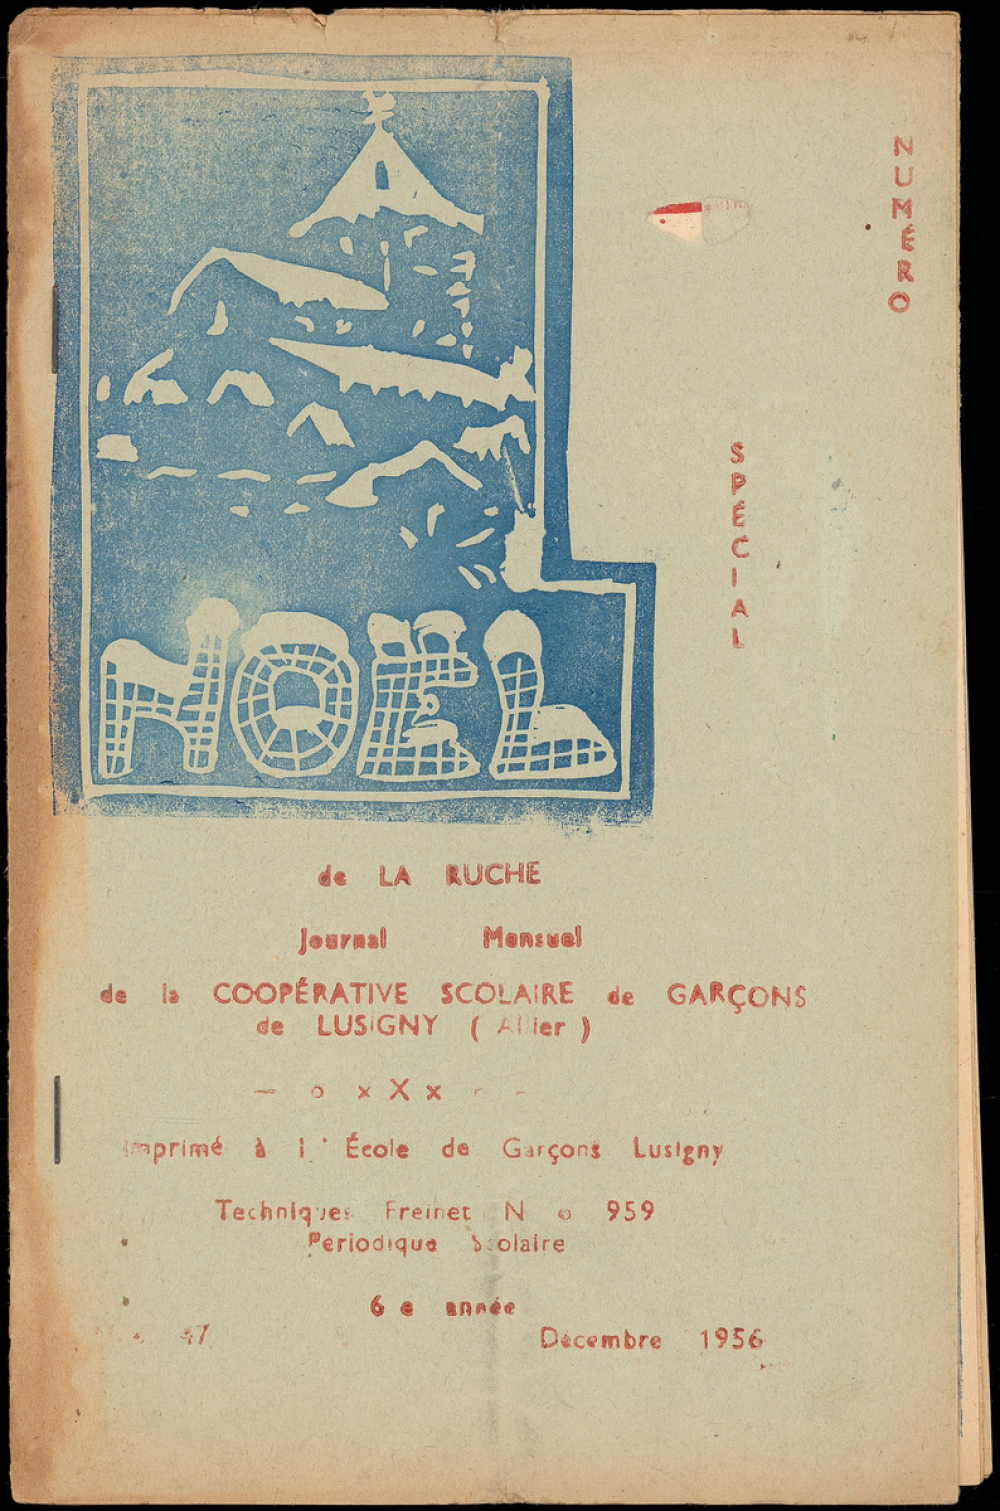 NUMÉRO
SPÉCIAL
NOËL
de LA RUCHE
Journal Mensuel
de la COOPÉRATIVE SCOLAIRE de GARÇONS
de LUSIGNY ( Allier )
— o x X x - -
imprimé à l ' École de Garçons Lusigny
Techniques Freinet N o 959
Periodique Scolaire
6 e année
47
Décembre 1956